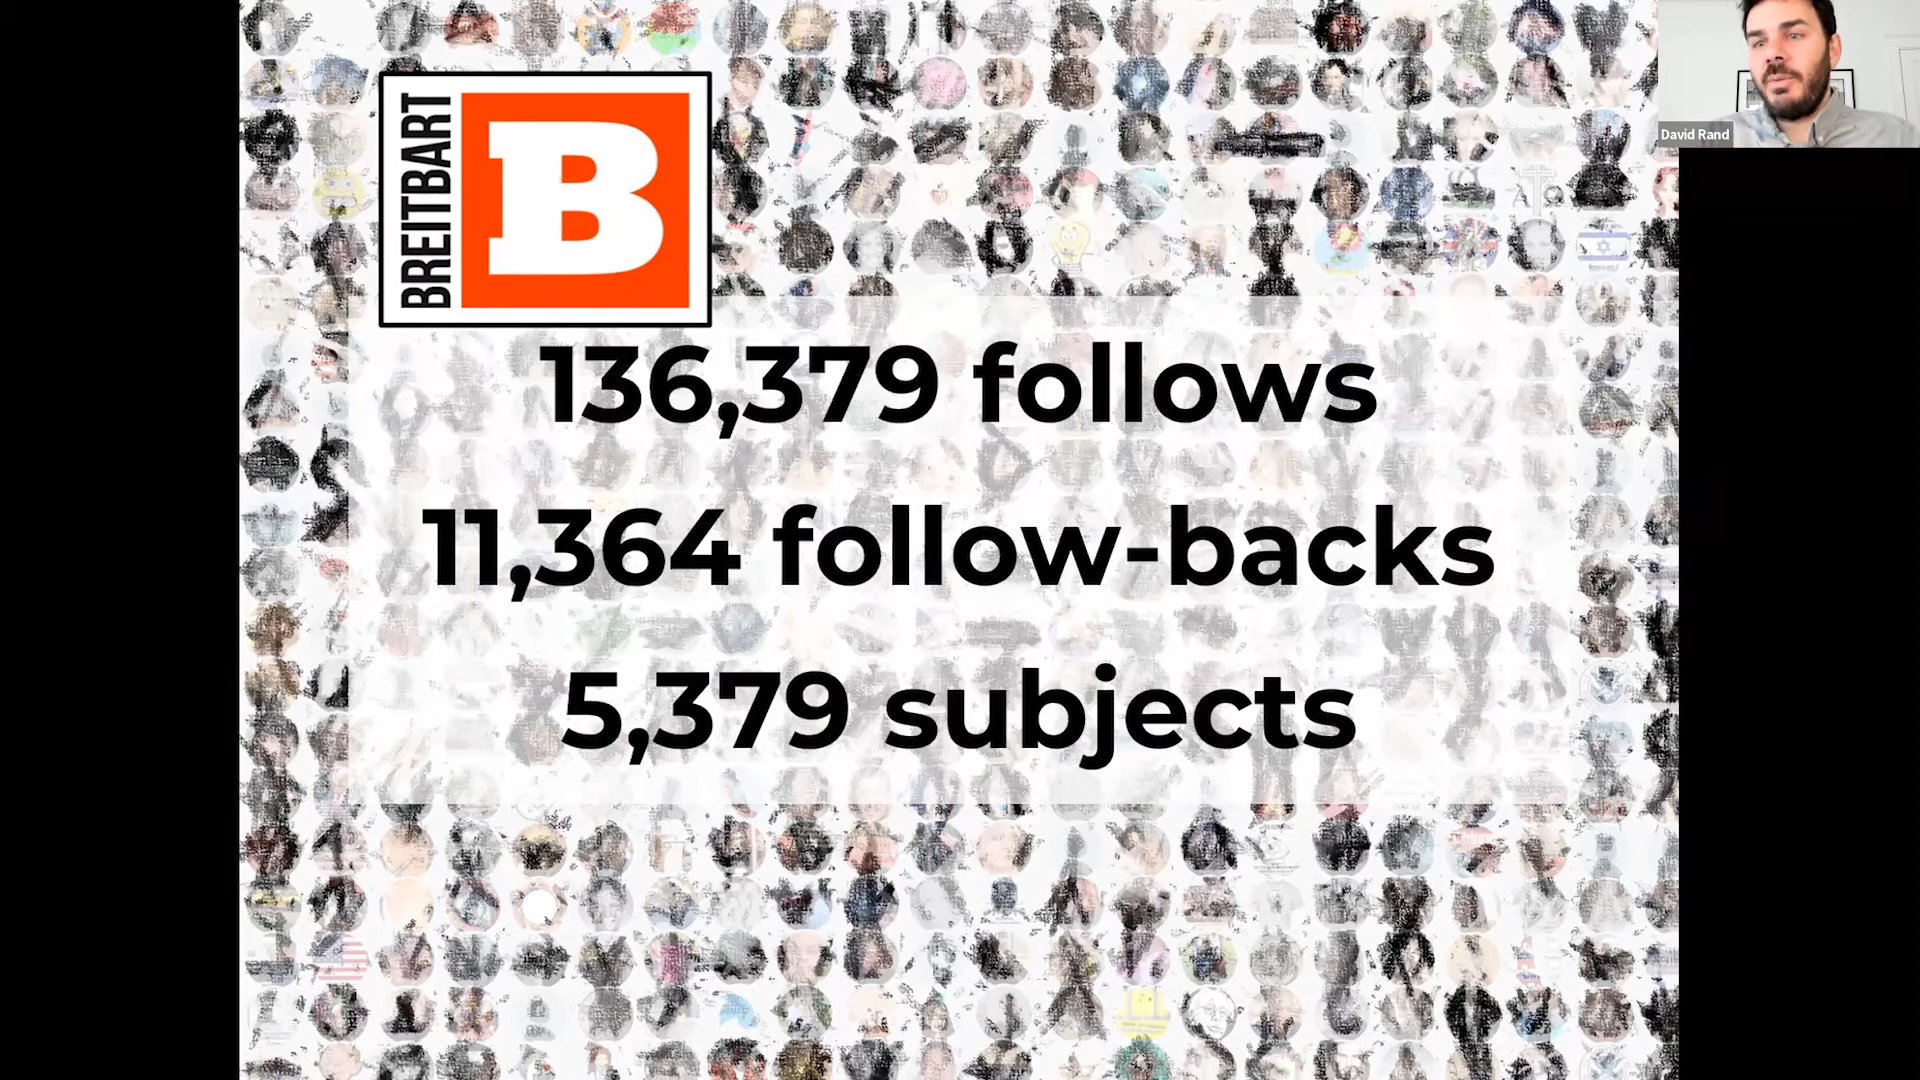 BREITBART
B
136,379 follows
11,364 follow-backs
5,379 subjects
David Rand